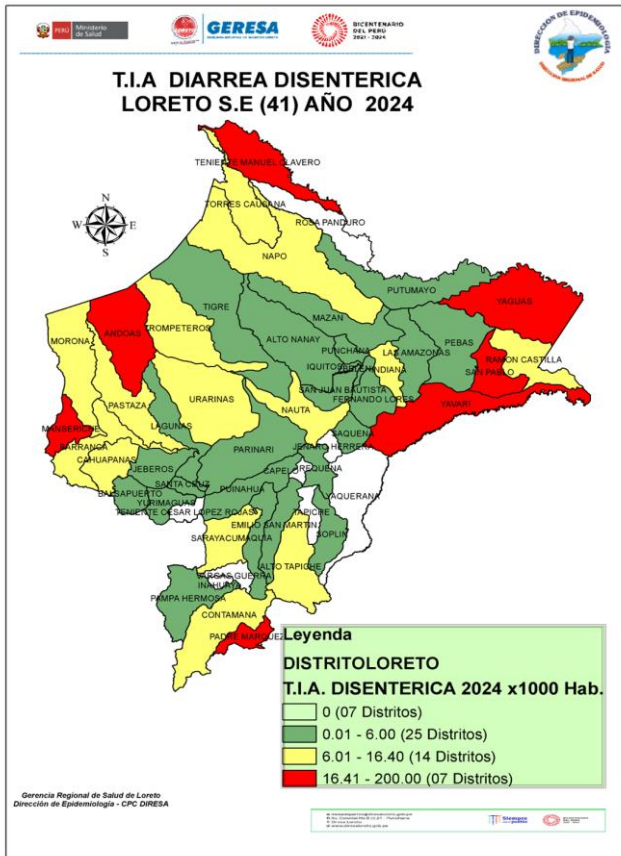 PERÚ Ministerio de Salud
GERESA
BICENTENARIO
DEL PERÚ
2021 - 2024
DIRECCION DE EPIDEMIOLOGIA
T.I.A DIARREA DISENTERICA
LORETO S.E (41) AÑO 2024
N
W E
S
TENIENTE MANUEL CLAVERO
TORRES CAUSANA
ROSA PANDURO
NAPO
PUTUMAYO
TIGRE
YAGUAS
MAZAN
ANDOAS
TROMPETEROS
MORONA
ALTO NANAY
PEBAS
PUNCHANA
LAS AMAZONAS
RAMON CASTILLA
IQUITOS
INDIANA
SAN PABLO
SAN JUAN BAUTISTA
URARINAS
FERNANDO LORES
YAVARI
PASTAZA
NAUTA
MANSERICHE
LAGUNAS
SAQUENA
BARRANCA
PARINARI
JENARO HERRERA
CAHUAPANAS
JEBEROS
CAPELO
REQUENA
SANTA CRUZ
PUINAHUA
BALSAPUERTO
YAQUERANA
YURIMAGUAS
TENIENTE CESAR LOPEZ ROJAS
TAPICHE
EMILIO SAN MARTIN
SARAYACU
MAQUIA
SOPLIN
ALTO TAPICHE
VARGAS GUERRA
INAHUAYA
PAMPA HERMOSA
CONTAMANA
PADRE MARQUEZ
Leyenda
DISTRITOLORETO
T.I.A. DISENTERICA 2024 x1000 Hab.
0 (07 Distritos)
0.01 - 6.00 (25 Distritos)
6.01 - 16.40 (14 Distritos)
16.41 - 200.00 (07 Distritos)
Gerencia Regional de Salud de Loreto
Dirección de Epidemiología - CPC DIRESA
Siempre
con el pueblo